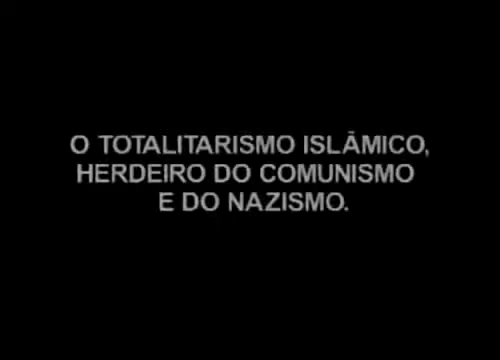 O TOTALITARISMO ISLÂMICO,
HERDEIRO DO COMUNISMO
E DO NAZISMO.